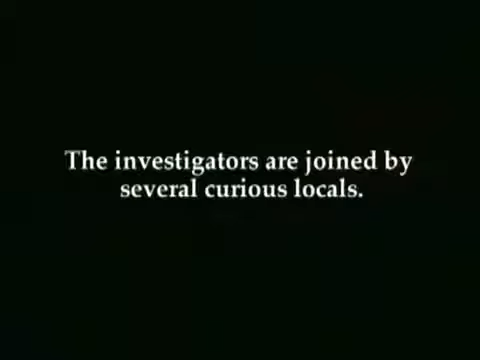 The investigators are joined by
several curious locals.